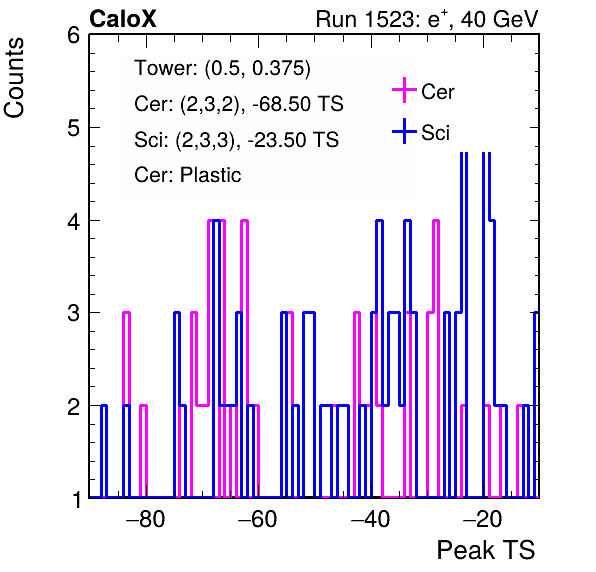 CaloX Run 1523: e+, 40 GeV
Counts
6
5
4
3
2
1
Tower: (0.5, 0.375)
Cer: (2,3,2), -68.50 TS
Sci: (2,3,3), -23.50 TS
Cer: Plastic
Cer
Sci
−80 −60 −40 −20
Peak TS